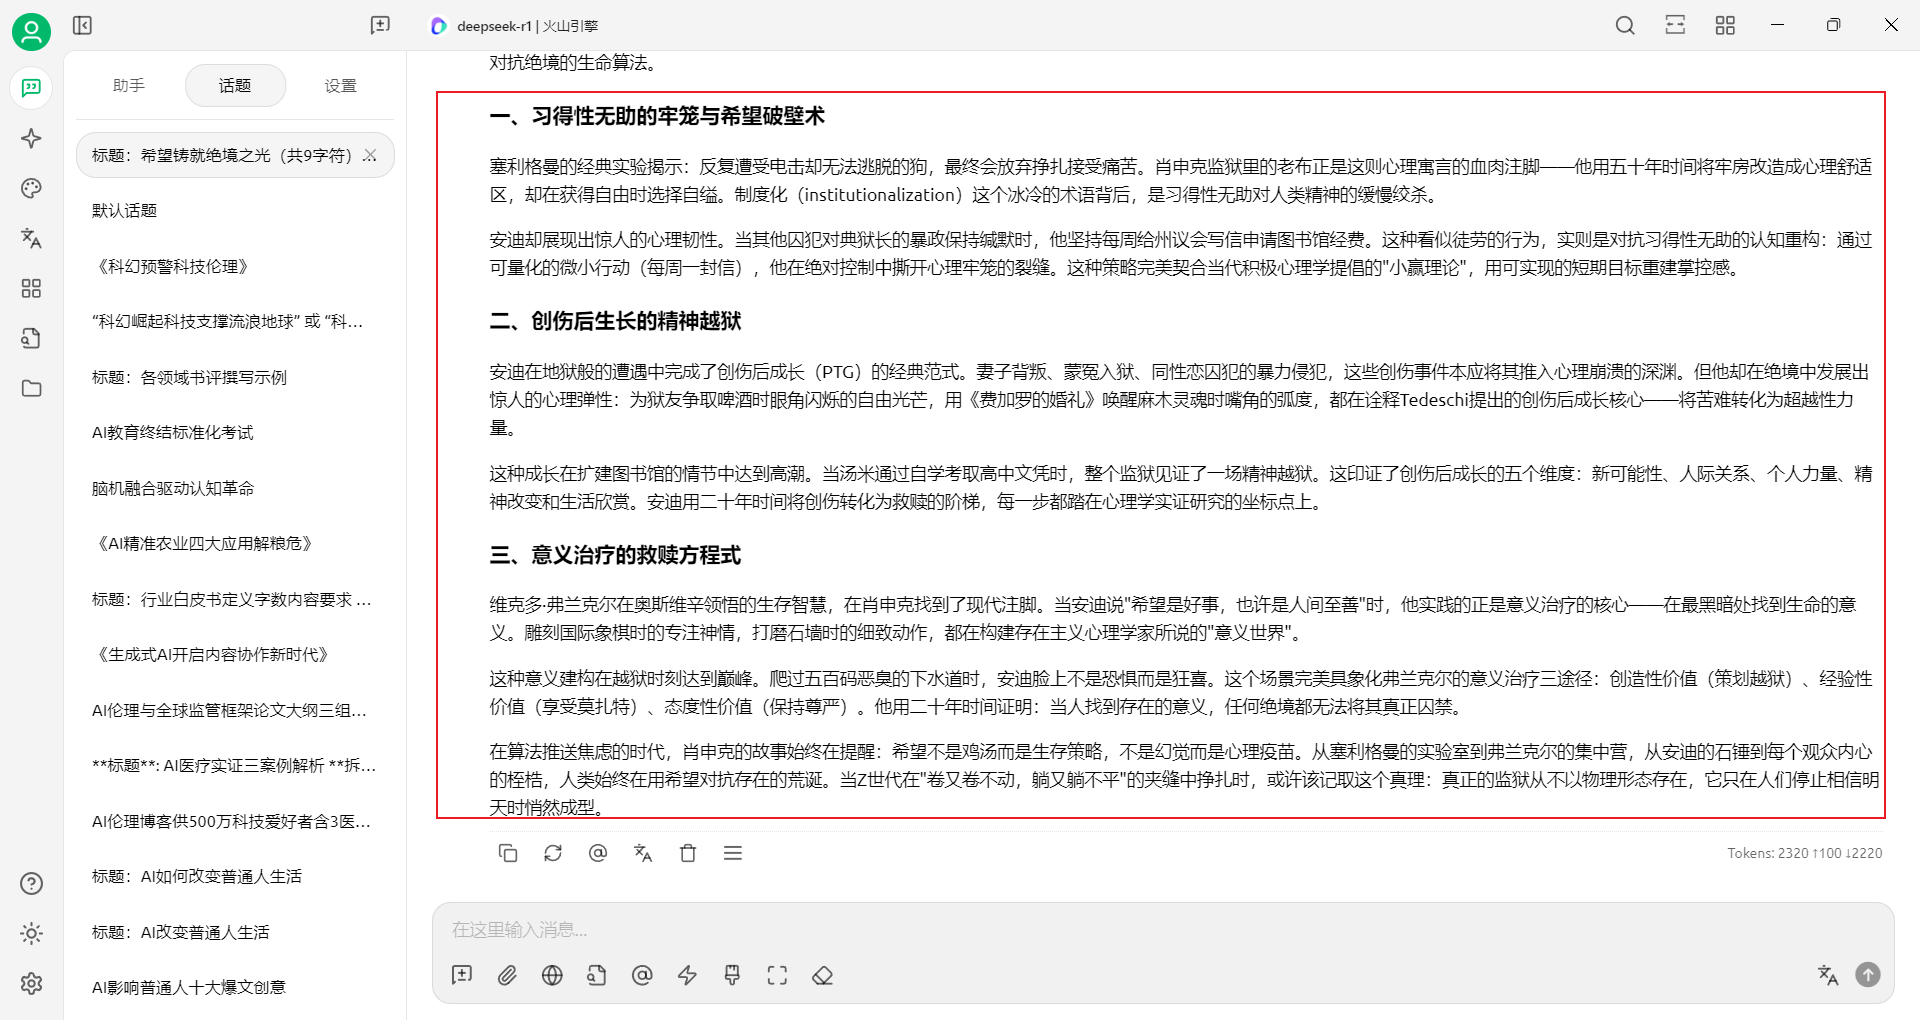 deepseek-r1 | 火山引擎
助手
话题
设置
标题：希望铸就绝境之光（共9字符）...
默认话题
《科幻预警科技伦理》
“科幻崛起科技支撑流浪地球” 或 “科...
标题：各领域书评撰写示例
AI教育终结标准化考试
脑机融合驱动认知革命
《AI精准农业四大应用解粮危》
标题：行业白皮书定义字数内容要求 ...
《生成式AI开启内容协作新时代》
AI伦理与全球监管框架论文大纲三组...
**标题**: AI医疗实证三案例解析 **拆...
AI伦理博客供500万科技爱好者含3医...
标题：AI如何改变普通人生活
标题：AI改变普通人生活
AI影响普通人十大爆文创意
对抗绝境的生命算法。
一、习得性无助的牢笼与希望破壁术
塞利格曼的经典实验揭示：反复遭受电击却无法逃脱的狗，最终会放弃挣扎接受痛苦。肖申克监狱里的老布正是这则心理寓言的血肉注脚——他用五十年时间将牢房改造成心理舒适
区，却在获得自由时选择自缢。制度化（institutionalization）这个冰冷的术语背后，是习得性无助对人类精神的缓慢绞杀。
安迪却展现出惊人的心理韧性。当其他囚犯对典狱长的暴政保持缄默时，他坚持每周给州议会写信申请图书馆经费。这种看似徒劳的行为，实则是对抗习得性无助的认知重构：通过
可量化的微小行动（每周一封信），他在绝对控制中撕开心理牢笼的裂缝。这种策略完美契合当代积极心理学提倡的"小赢理论"，用可实现的短期目标重建掌控感。
二、创伤后生长的精神越狱
安迪在地狱般的遭遇中完成了创伤后成长（PTG）的经典范式。妻子背叛、蒙冤入狱、同性恋囚犯的暴力侵犯，这些创伤事件本应将其推入心理崩溃的深渊。但他却在绝境中发展出
惊人的心理弹性：为狱友争取啤酒时眼角闪烁的自由光芒，用《费加罗的婚礼》唤醒麻木灵魂时嘴角的弧度，都在诠释Tedeschi提出的创伤后成长核心——将苦难转化为超越性力
量。
这种成长在扩建图书馆的情节中达到高潮。当汤米通过自学考取高中文凭时，整个监狱见证了一场精神越狱。这印证了创伤后成长的五个维度：新可能性、人际关系、个人力量、精
神改变和生活欣赏。安迪用二十年时间将创伤转化为救赎的阶梯，每一步都踏在心理学实证研究的坐标点上。
三、意义治疗的救赎方程式
维克多·弗兰克尔在奥斯维辛领悟的生存智慧，在肖申克找到了现代注脚。当安迪说"希望是好事，也许是人间至善"时，他实践的正是意义治疗的核心——在最黑暗处找到生命的意
义。雕刻国际象棋时的专注神情，打磨石墙时的细致动作，都在构建存在主义心理学家所说的"意义世界"。
这种意义建构在越狱时刻达到巅峰。爬过五百码恶臭的下水道时，安迪脸上不是恐惧而是狂喜。这个场景完美具象化弗兰克尔的意义治疗三途径：创造性价值（策划越狱）、经验性
价值（享受莫扎特）、态度性价值（保持尊严）。他用二十年时间证明：当人找到存在的意义，任何绝境都无法将其真正囚禁。
在算法推送焦虑的时代，肖申克的故事始终在提醒：希望不是鸡汤而是生存策略，不是幻觉而是心理疫苗。从塞利格曼的实验室到弗兰克尔的集中营，从安迪的石锤到每个观众内心
的桎梏，人类始终在用希望对抗存在的荒诞。当Z世代在"卷又卷不动，躺又躺不平"的夹缝中挣扎时，或许该记取这个真理：真正的监狱从不以物理形态存在，它只在人们停止相信明
天时悄然成型。
Tokens: 2320 ↑100 ↓2220
在这里输入消息...